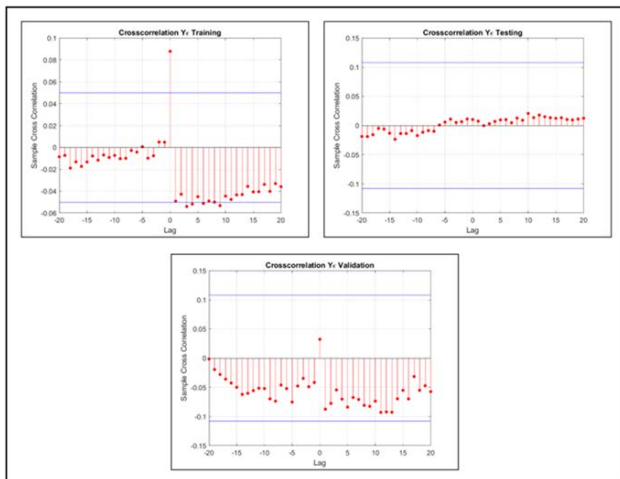 Crosscorrelation Yε Training
0.1
0.08
0.06
0.04
0.02
0
-0.02
-0.04
-0.06
-20 -15 -10 -5 0 5 10 15 20
Lag
Sample Cross Correlation
Crosscorrelation Yε Testing
0.15
0.1
0.05
0
-0.05
-0.1
-0.15
-20 -15 -10 -5 0 5 10 15 20
Lag
Sample Cross Correlation
Crosscorrelation Yε Validation
0.15
0.1
0.05
0
-0.05
-0.1
-0.15
-20 -15 -10 -5 0 5 10 15 20
Lag
Sample Cross Correlation